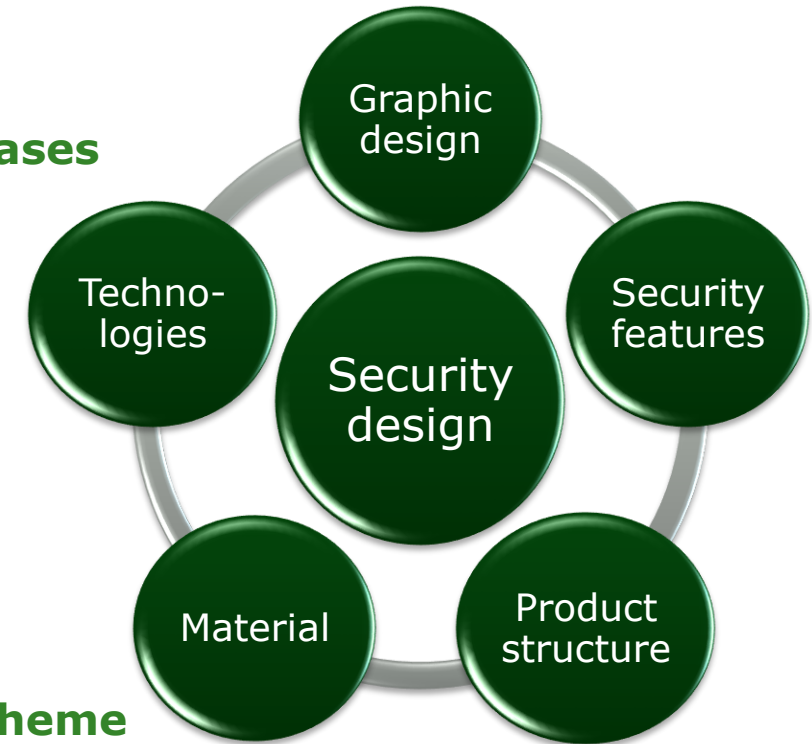 Graphic
design
ases
Techno-
logies
Security
features
Security
design
Material
Product
structure
heme